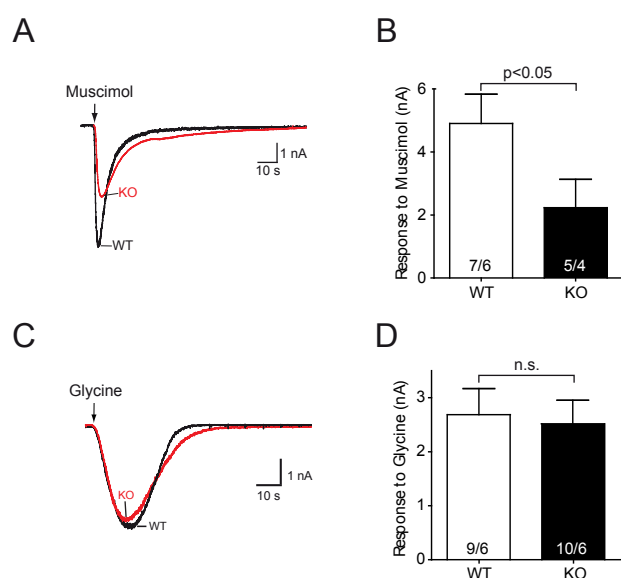 A
Muscimol
KO
WT
1 nA
10 s
B
p<0.05
Response to Muscimol (nA)
6
4
2
0
7/6
5/4
WT
KO
C
Glycine
KO
WT
1 nA
10 s
D
n.s.
Response to Glycine (nA)
3
2
1
0
9/6
10/6
WT
KO